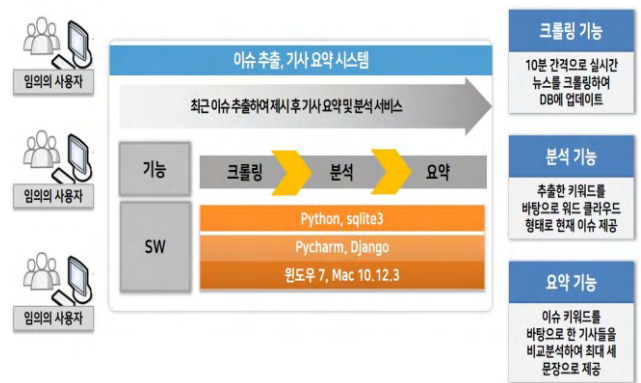 임의의 사용자
임의의 사용자
임의의 사용자
이슈 추출, 기사 요약 시스템
최근 이슈 추출하여 제시 후 기사 요약 및 분석 서비스
기능
크롤링
분석
요약
SW
Python, sqlite3
Pycharm, Django
윈도우 7, Mac 10.12.3
크롤링 기능
10분 간격으로 실시간
뉴스를 크롤링하여
DB에 업데이트
분석 기능
추출한 키워드를
바탕으로 워드 클라우드
형태로 현재 이슈 제공
요약 기능
이슈 키워드를
바탕으로 한 기사들을
비교분석하여 최대 세
문장으로 제공